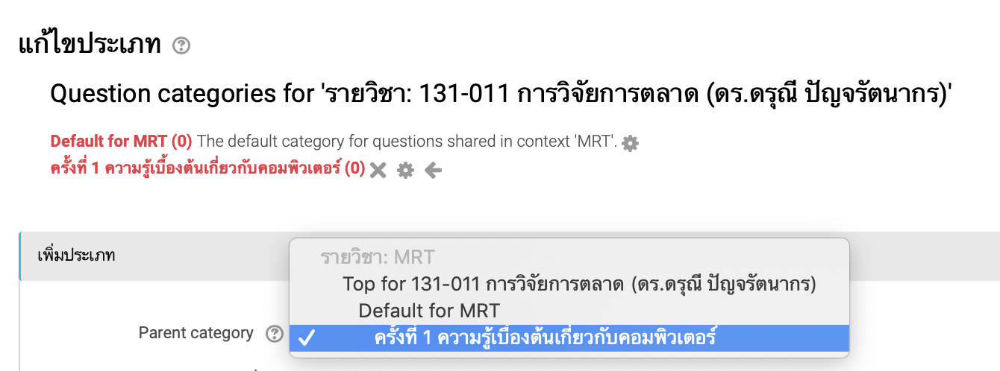 แก้ไขประเภท
Question categories for 'รายวิชา: 131-011 การวิจัยการตลาด (ดร.ดรุณี ปัญจรัตนากร)'
Default for MRT (0) The default category for questions shared in context 'MRT'.
ครั้งที่ 1 ความรู้เบื้องต้นเกี่ยวกับคอมพิวเตอร์ (0)
เพิ่มประเภท
รายวิชา: MRT
Top for 131-011 การวิจัยการตลาด (ดร.ดรุณี ปัญจรัตนากร)
Default for MRT
Parent category
ครั้งที่ 1 ความรู้เบื้องต้นเกี่ยวกับคอมพิวเตอร์